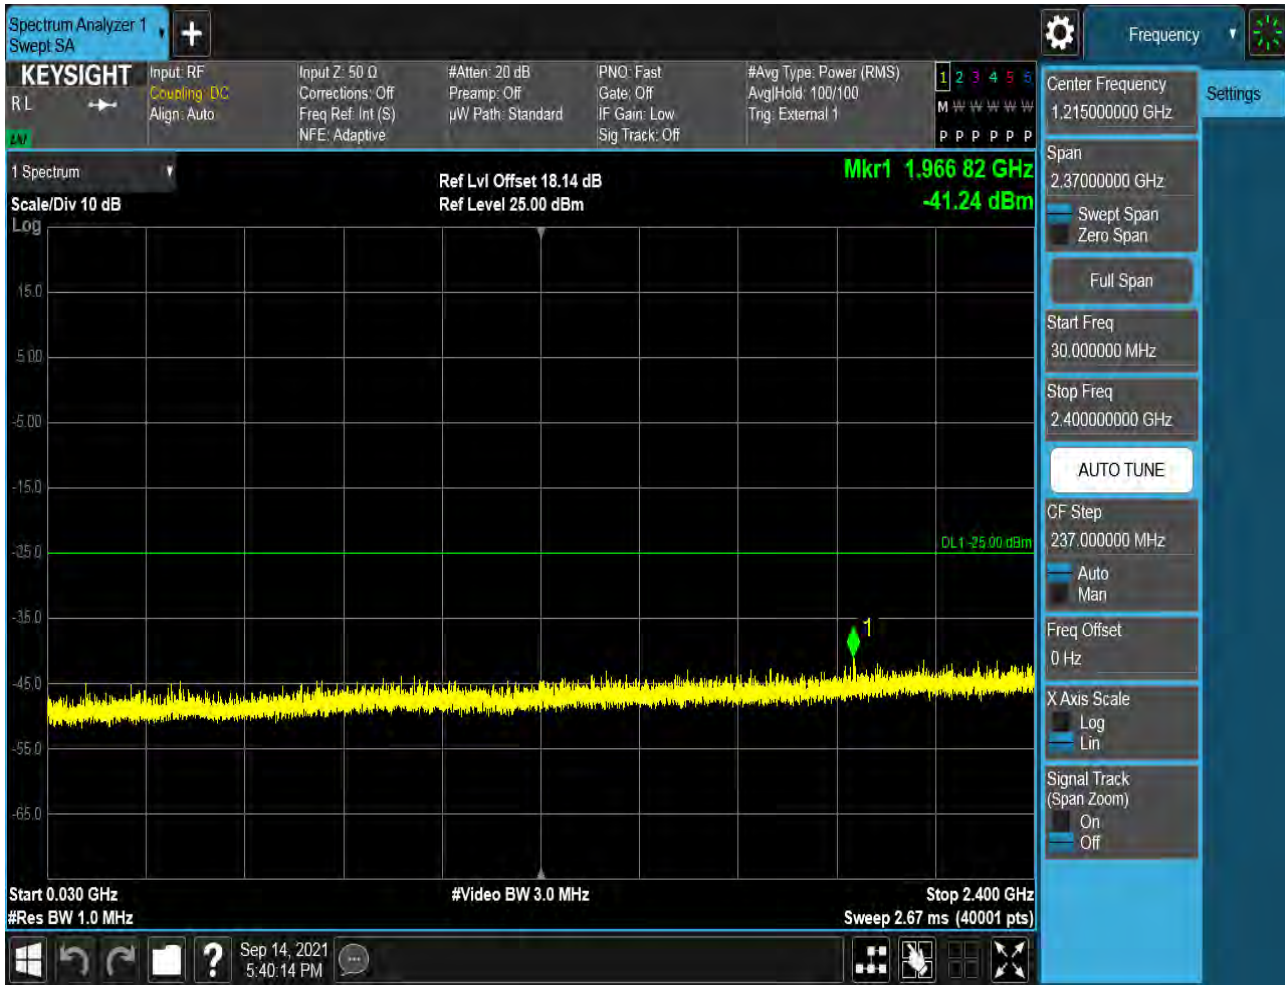 Spectrum Analyzer 1
Swept SA
Frequency
KEYSIGHT
R L
LNI
Input: RF
Coupling: DC
Align: Auto
Input Z: 50 Ω
Corrections: Off
Freq Ref: Int (S)
NFE: Adaptive
#Atten: 20 dB
Preamp: Off
µW Path: Standard
PNO: Fast
Gate: Off
IF Gain: Low
Sig Track: Off
#Avg Type: Power (RMS)
Avg|Hold: 100/100
Trig: External 1
1 2 3 4 5 6
M W W W W W
P P P P P P
1 Spectrum
Scale/Div 10 dB
Log
Ref Lvl Offset 18.14 dB
Ref Level 25.00 dBm
Mkr1 1.966 82 GHz
-41.24 dBm
15.0
5.00
-5.00
-15.0
-25.0
DL1 -25.00 dBm
-35.0
1
-45.0
-55.0
-65.0
Start 0.030 GHz
#Res BW 1.0 MHz
#Video BW 3.0 MHz
Stop 2.400 GHz
Sweep 2.67 ms (40001 pts)
Center Frequency
1.215000000 GHz
Settings
Span
2.37000000 GHz
Swept Span
Zero Span
Full Span
Start Freq
30.000000 MHz
Stop Freq
2.400000000 GHz
AUTO TUNE
CF Step
237.000000 MHz
Auto
Man
Freq Offset
0 Hz
X Axis Scale
Log
Lin
Signal Track
(Span Zoom)
On
Off
?
Sep 14, 2021
5:40:14 PM